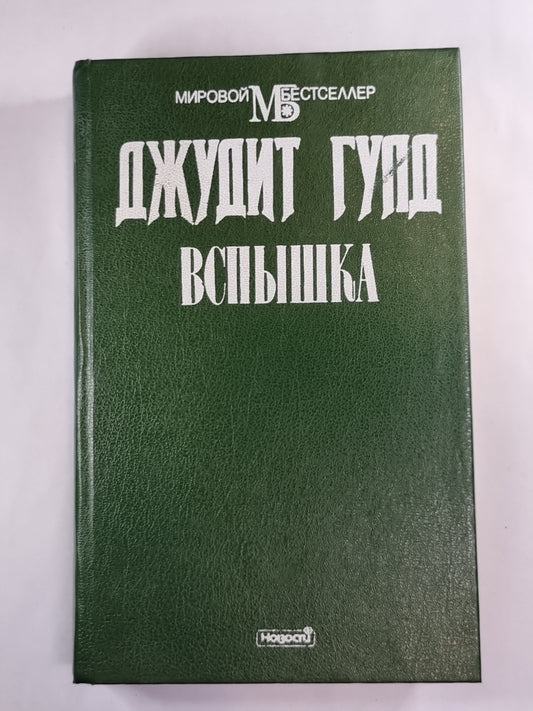 МИРОВОЙ МБ БЕСТСЕЛЛЕР
ДЖУДИТ ГУЛД
ВСПЫШКА
Новости